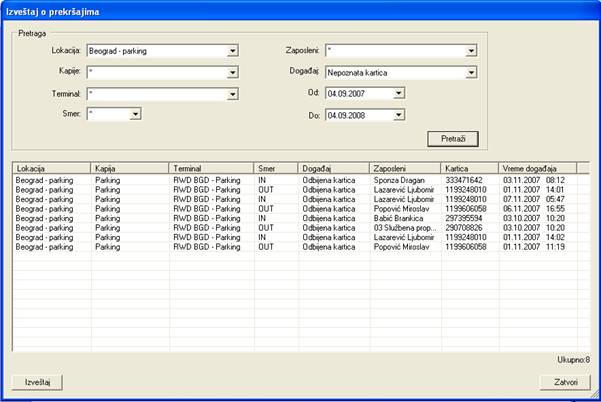 Izveštaj o prekršajima
Pretraga
Lokacija: Beograd - parking Zaposleni: *
Kapije: * Događaj: Nepoznata kartica
Terminal: * Od: 04.09.2007
Smer: * Do: 04.09.2008
Pretraži
Lokacija Kapija Terminal Smer Događaj Zaposleni Kartica Vreme događaja
Beograd - parking Parking RWD BGD - Parking IN Odbijena kartica Sponza Dragan 333471642 03.11.2007 08:12
Beograd - parking Parking RWD BGD - Parking OUT Odbijena kartica Lazarević Ljubomir 1199248010 01.11.2007 14:01
Beograd - parking Parking RWD BGD - Parking IN Odbijena kartica Lazarević Ljubomir 1199248010 07.11.2007 05:47
Beograd - parking Parking RWD BGD - Parking OUT Odbijena kartica Popović Miroslav 1199606058 06.11.2007 16:55
Beograd - parking Parking RWD BGD - Parking IN Odbijena kartica Babić Brankica 297395594 03.10.2007 10:20
Beograd - parking Parking RWD BGD - Parking OUT Odbijena kartica 03 Službena prop... 290708826 03.10.2007 10:20
Beograd - parking Parking RWD BGD - Parking IN Odbijena kartica Lazarević Ljubomir 1199248010 01.11.2007 14:02
Beograd - parking Parking RWD BGD - Parking OUT Odbijena kartica Popović Miroslav 1199606058 01.11.2007 11:19
Ukupno:8
Izveštaj Zatvori